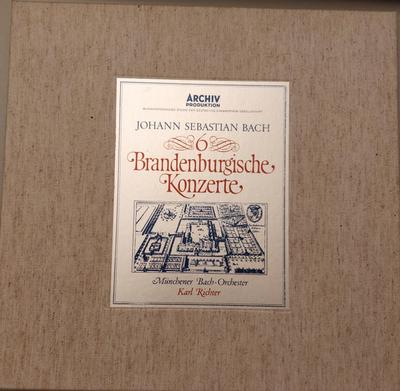 ARCHIV
PRODUKTION
JOHANN SEBASTIAN BACH
6
Brandenburgische
Konzerte
Münchener Bach-Orchester
Karl Richter